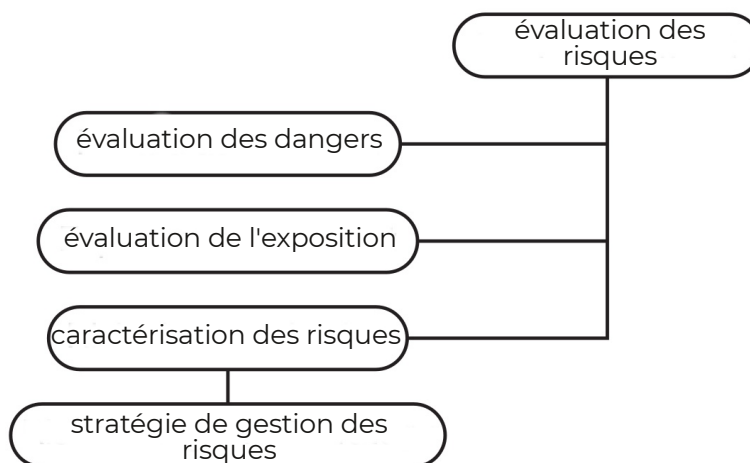 évaluation des
risques
évaluation des dangers
évaluation de l'exposition
caractérisation des risques
stratégie de gestion des
risques